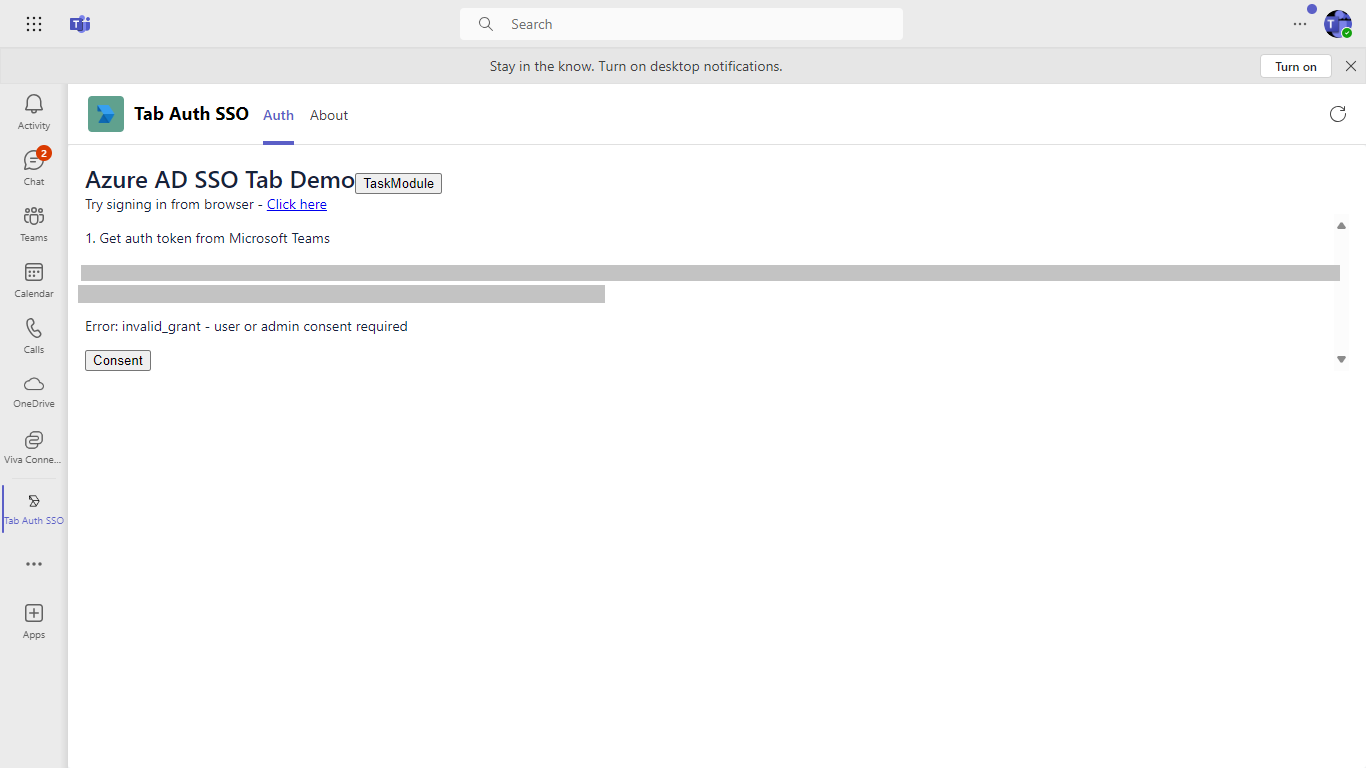 Search
Stay in the know. Turn on desktop notifications.
Turn on
Activity
2
Chat
Teams
Calendar
Calls
OneDrive
Viva Conne...
Tab Auth SSO
Apps
Tab Auth SSO
Auth
About
Azure AD SSO Tab Demo
TaskModule
Try signing in from browser - Click here
1. Get auth token from Microsoft Teams
Error: invalid_grant - user or admin consent required
Consent